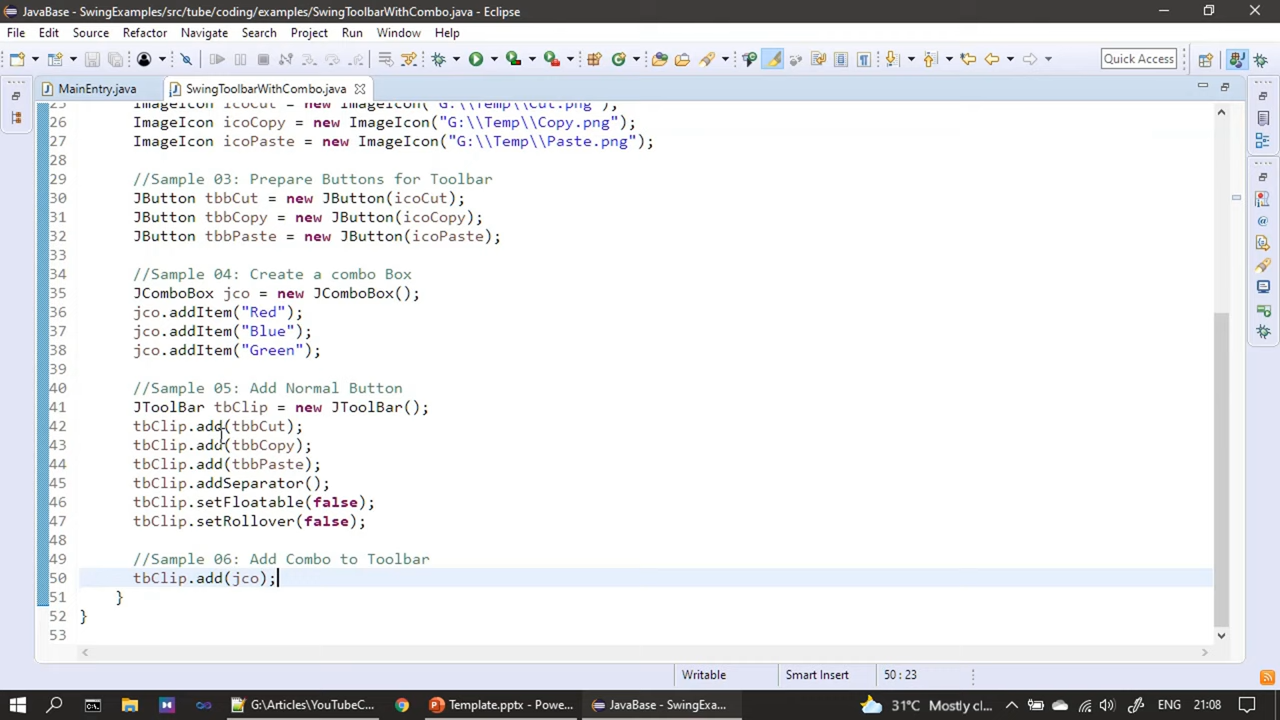 JavaBase - SwingExamples/src/tube/coding/examples/SwingToolbarWithCombo.java - Eclipse
File Edit Source Refactor Navigate Search Project Run Window Help
Quick Access
MainEntry.java SwingToolbarWithCombo.java
25 ImageIcon icoCut = new ImageIcon("G:\\Temp\\Cut.png");
26 ImageIcon icoCopy = new ImageIcon("G:\\Temp\\Copy.png");
27 ImageIcon icoPaste = new ImageIcon("G:\\Temp\\Paste.png");
28
29 //Sample 03: Prepare Buttons for Toolbar
30 JButton tbbCut = new JButton(icoCut);
31 JButton tbbCopy = new JButton(icoCopy);
32 JButton tbbPaste = new JButton(icoPaste);
33
34 //Sample 04: Create a combo Box
35 JComboBox jco = new JComboBox();
36 jco.addItem("Red");
37 jco.addItem("Blue");
38 jco.addItem("Green");
39
40 //Sample 05: Add Normal Button
41 JToolBar tbClip = new JToolBar();
42 tbClip.add(tbbCut);
43 tbClip.add(tbbCopy);
44 tbClip.add(tbbPaste);
45 tbClip.addSeparator();
46 tbClip.setFloatable(false);
47 tbClip.setRollover(false);
48
49 //Sample 06: Add Combo to Toolbar
50 tbClip.add(jco);
51 }
52 }
53
Writable Smart Insert 50 : 23
G:\Articles\YouTubeC... Template.pptx - Powe... JavaBase - SwingExa... 31°C Mostly cl... ENG 21:08